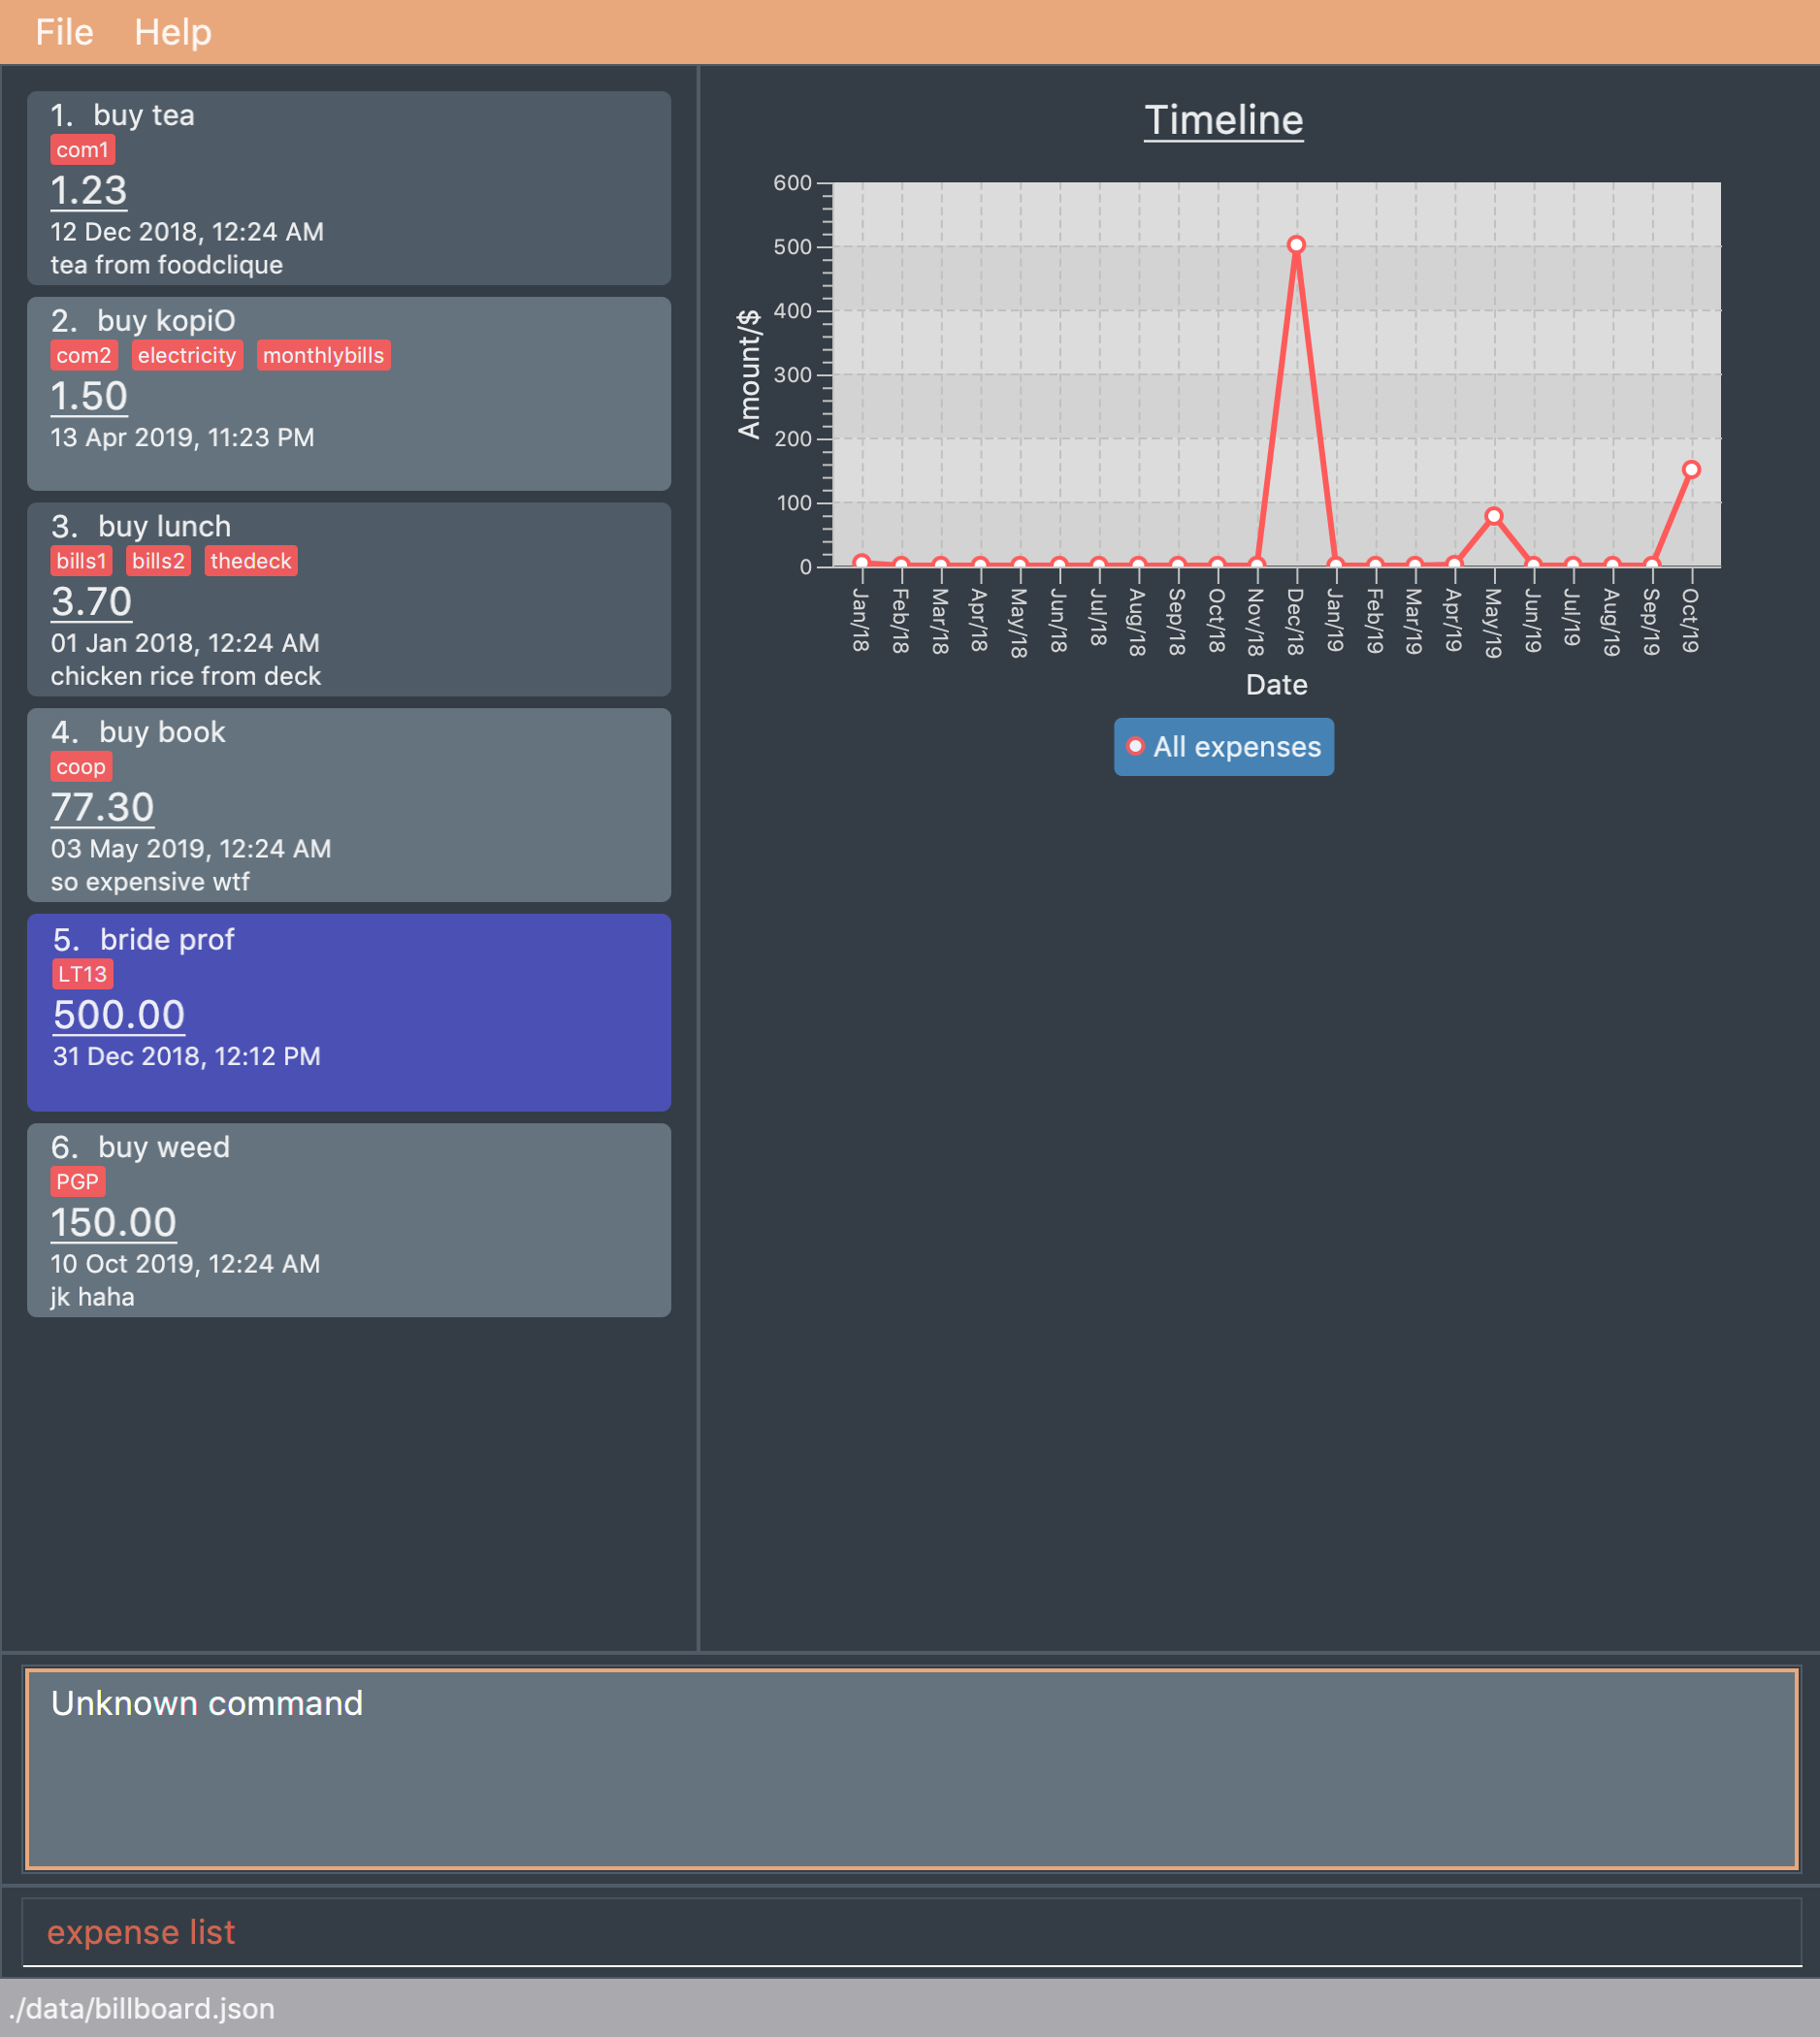 File Help
1. buy tea
com1
1.23
12 Dec 2018, 12:24 AM
tea from foodclique
2. buy kopiO
com2 electricity monthlybills
1.50
13 Apr 2019, 11:23 PM
3. buy lunch
bills1 bills2 thedeck
3.70
01 Jan 2018, 12:24 AM
chicken rice from deck
4. buy book
coop
77.30
03 May 2019, 12:24 AM
so expensive wtf
5. bride prof
LT13
500.00
31 Dec 2018, 12:12 PM
6. buy weed
PGP
150.00
10 Oct 2019, 12:24 AM
jk haha
Timeline
600
500
400
300
200
100
0
Amount/$
Jan/18 Feb/18 Mar/18 Apr/18 May/18 Jun/18 Jul/18 Aug/18 Sep/18 Oct/18 Nov/18 Dec/18 Jan/19 Feb/19 Mar/19 Apr/19 May/19 Jun/19 Jul/19 Aug/19 Sep/19 Oct/19
Date
All expenses
Unknown command
expense list
./data/billboard.json